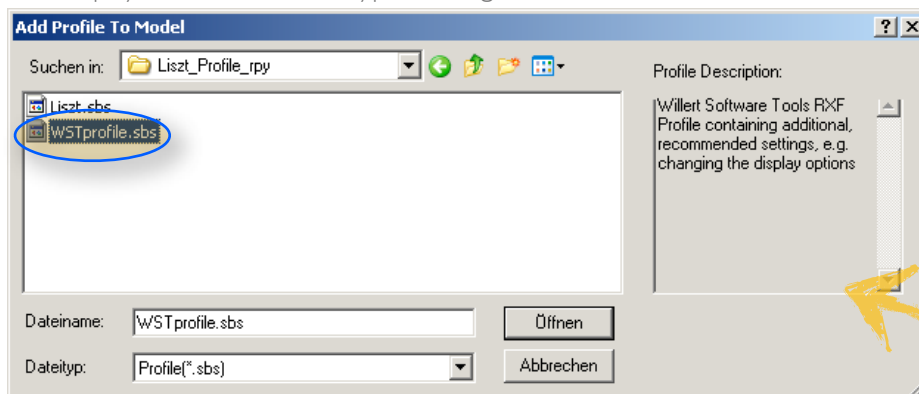 Add Profile To Model
Suchen in: Liszt_Profile_rpy
Profile Description:
Liszt.sbs
WSTprofile.sbs
Willert Software Tools RXF
Profile containing additional,
recommended settings, e.g.
changing the display options
Dateiname: WSTprofile.sbs Öffnen
Dateityp: Profile(*.sbs) Abbrechen